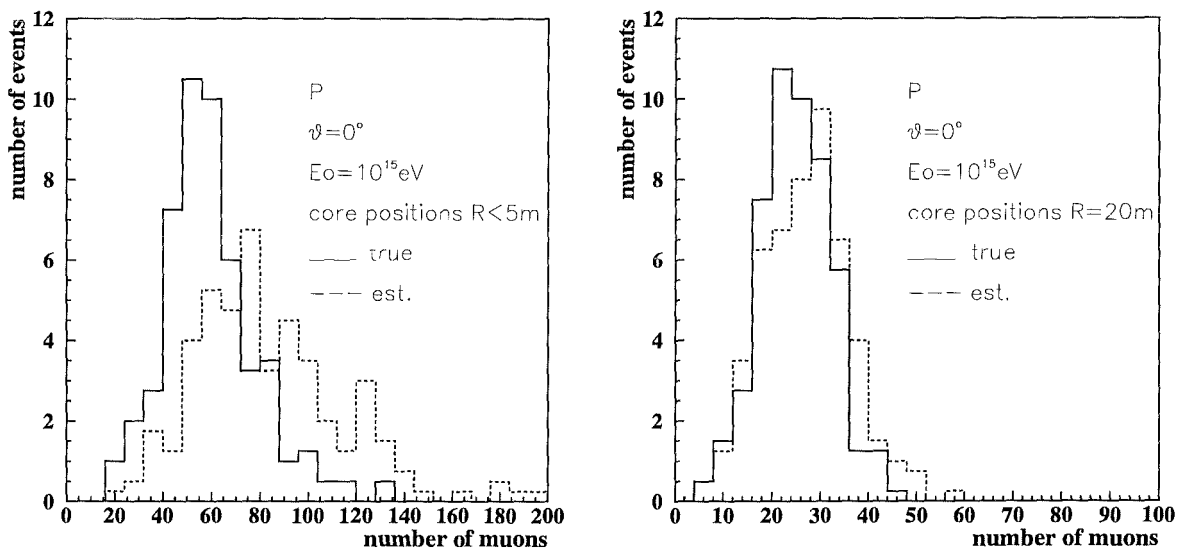 number of events
12
10
8
6
4
2
0
P
ϑ=0°
Eo=10¹⁵eV
core positions R<5m
true
est.
0 20 40 60 80 100 120 140 160 180 200
number of muons
number of events
12
10
8
6
4
2
0
P
ϑ=0°
Eo=10¹⁵eV
core positions R=20m
true
est.
0 10 20 30 40 50 60 70 80 90 100
number of muons